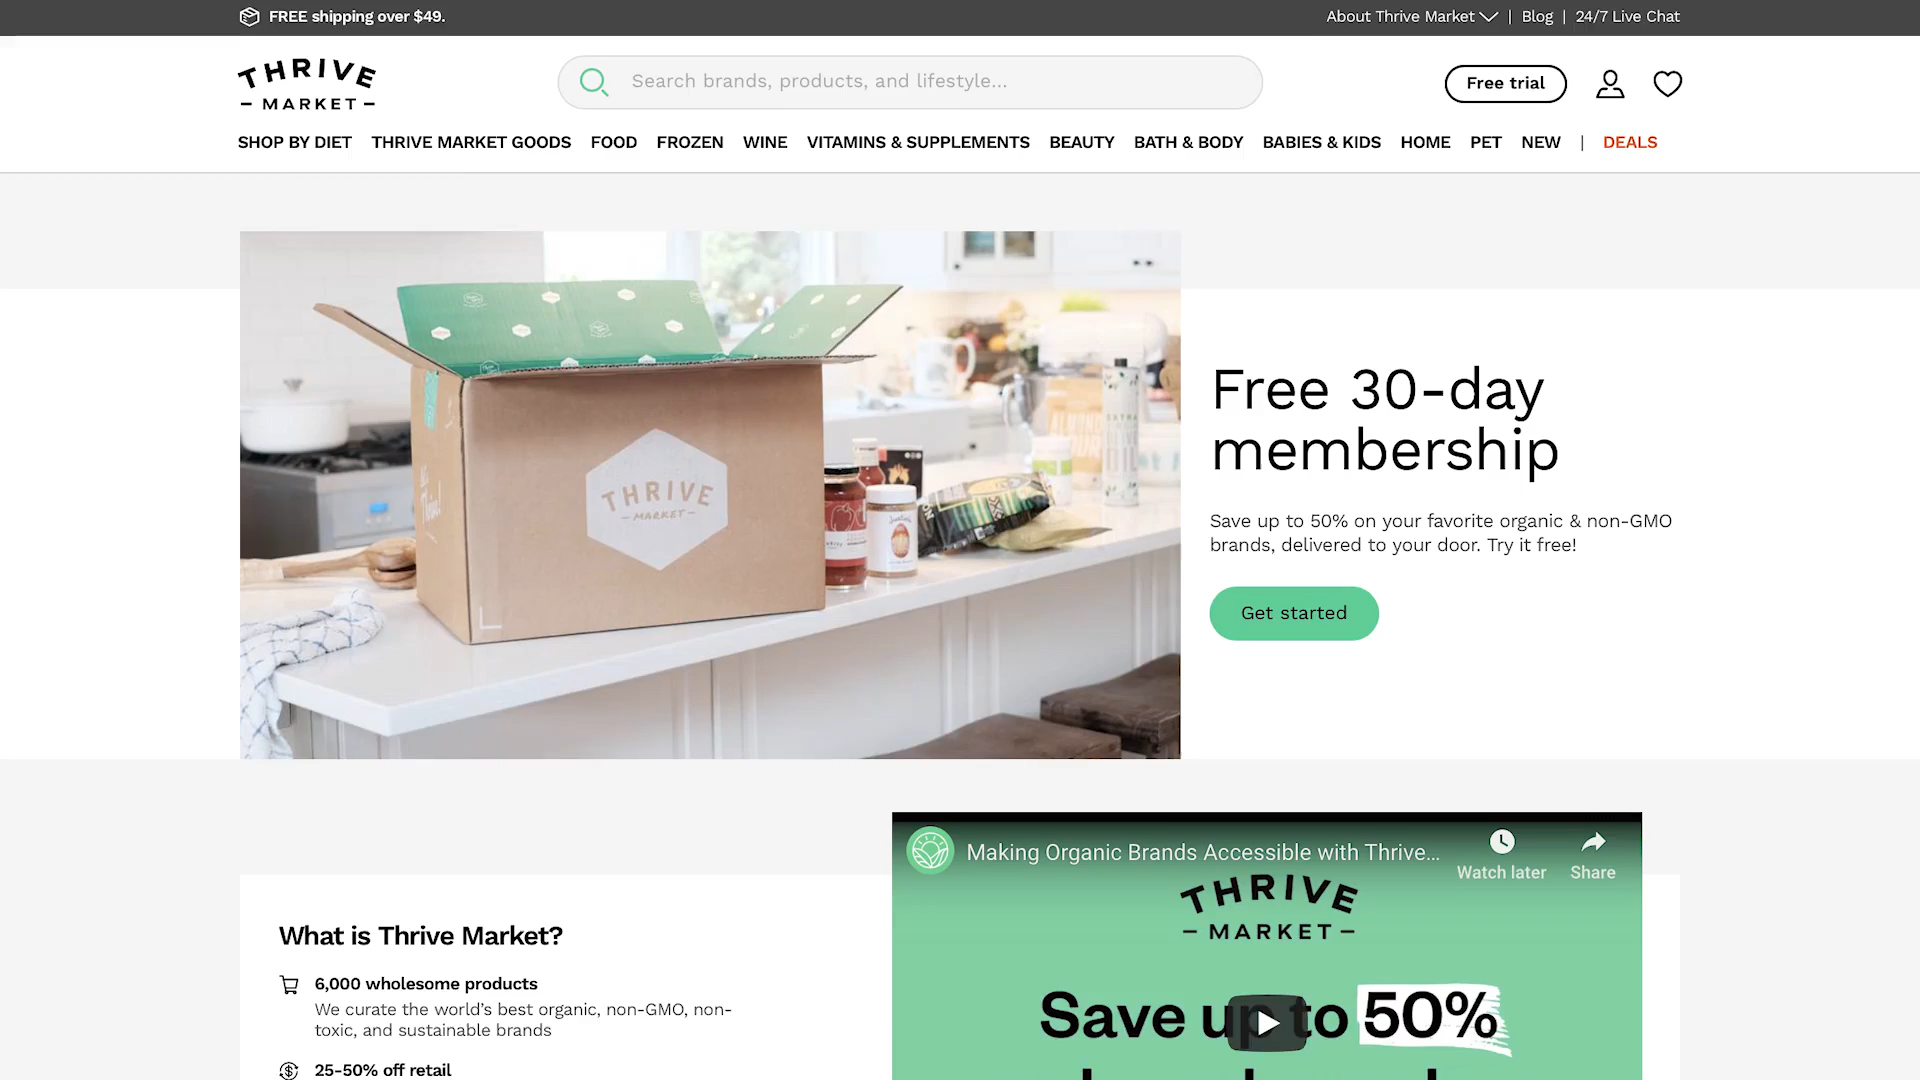 FREE shipping over $49.
About Thrive Market | Blog | 24/7 Live Chat
THRIVE
MARKET
Search brands, products, and lifestyle...
Free trial
SHOP BY DIET THRIVE MARKET GOODS FOOD FROZEN WINE VITAMINS & SUPPLEMENTS BEAUTY BATH & BODY BABIES & KIDS HOME PET NEW | DEALS
THRIVE
MARKET
Free 30-day
membership
Save up to 50% on your favorite organic & non-GMO
brands, delivered to your door. Try it free!
Get started
Making Organic Brands Accessible with Thrive...
Watch later
Share
THRIVE
MARKET
Save up to 50%
What is Thrive Market?
6,000 wholesome products
We curate the world's best organic, non-GMO, non-
toxic, and sustainable brands
25-50% off retail